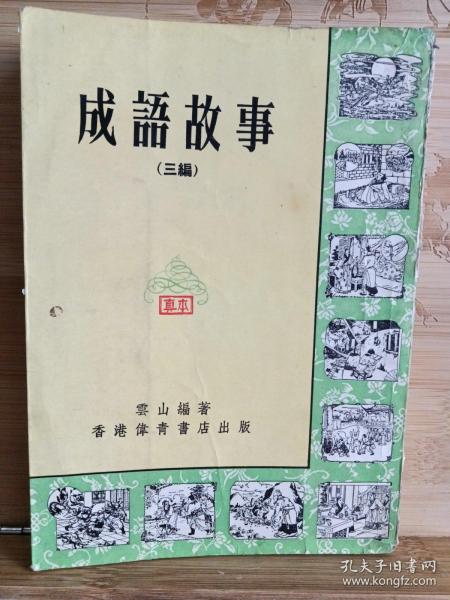 成語故事
（三編）
真本
雲山編著
香港偉青書店出版
孔夫子旧书网
www.kongfz.com